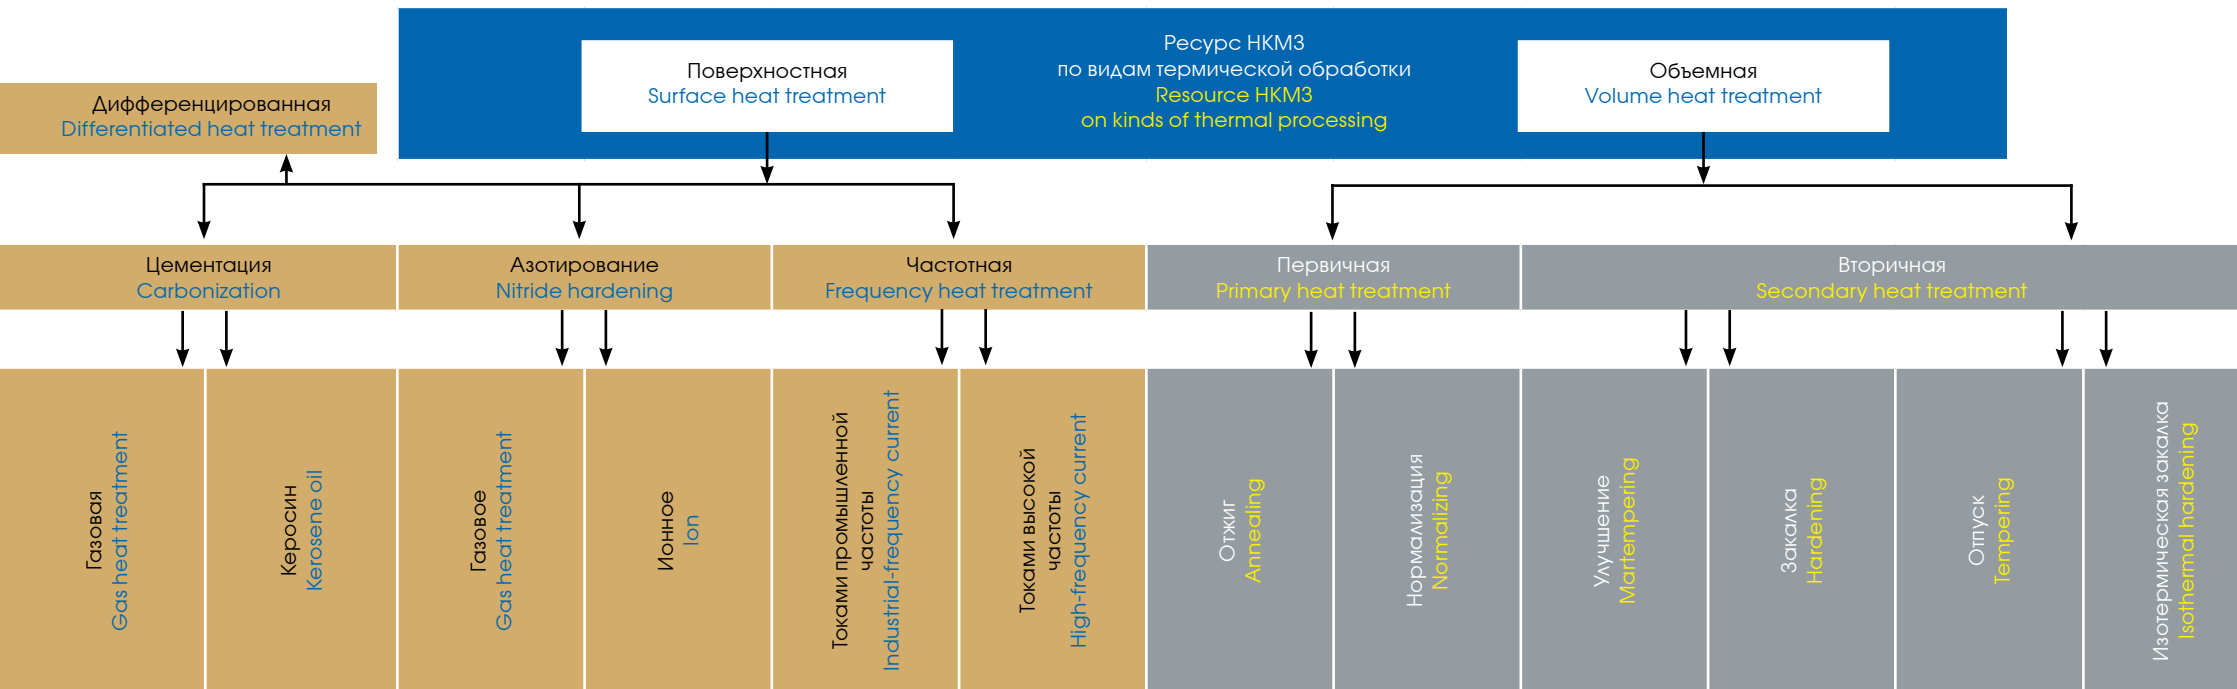 Ресурс НКМЗ
по видам термической обработки
Resource НКМЗ
on kinds of thermal processing
Поверхностная
Surface heat treatment
Объемная
Volume heat treatment
Дифференцированная
Differentiated heat treatment
Цементация
Carbonization
Азотирование
Nitride hardening
Частотная
Frequency heat treatment
Первичная
Primary heat treatment
Вторичная
Secondary heat treatment
Газовая
Gas heat treatment
Керосин
Kerosene oil
Газовое
Gas heat treatment
Ионное
Ion
Токами промышленной
частоты
Industrial-frequency current
Токами высокой
частоты
High-frequency current
Отжиг
Annealing
Нормализация
Normalizing
Улучшение
Martempering
Закалка
Hardening
Отпуск
Tempering
Изотермическая закалка
Isothermal hardening